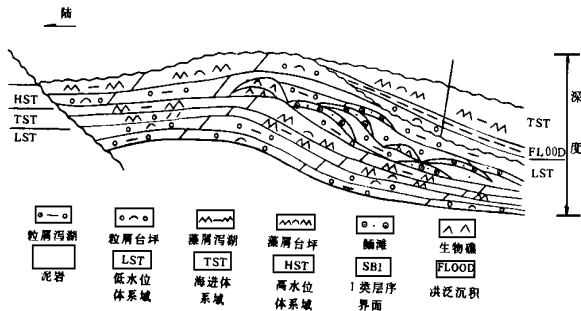 陆
HST
TST
LST
TST
FLOOD
LST
深
度
粒屑泻湖
粒屑台坪
藻屑泻湖
藻屑台坪
鲕滩
生物礁
泥岩
LST
低水位
体系域
TST
海进体
系域
HST
高水位
体系域
SB1
1类层序
界面
FLOOD
洪泛沉积